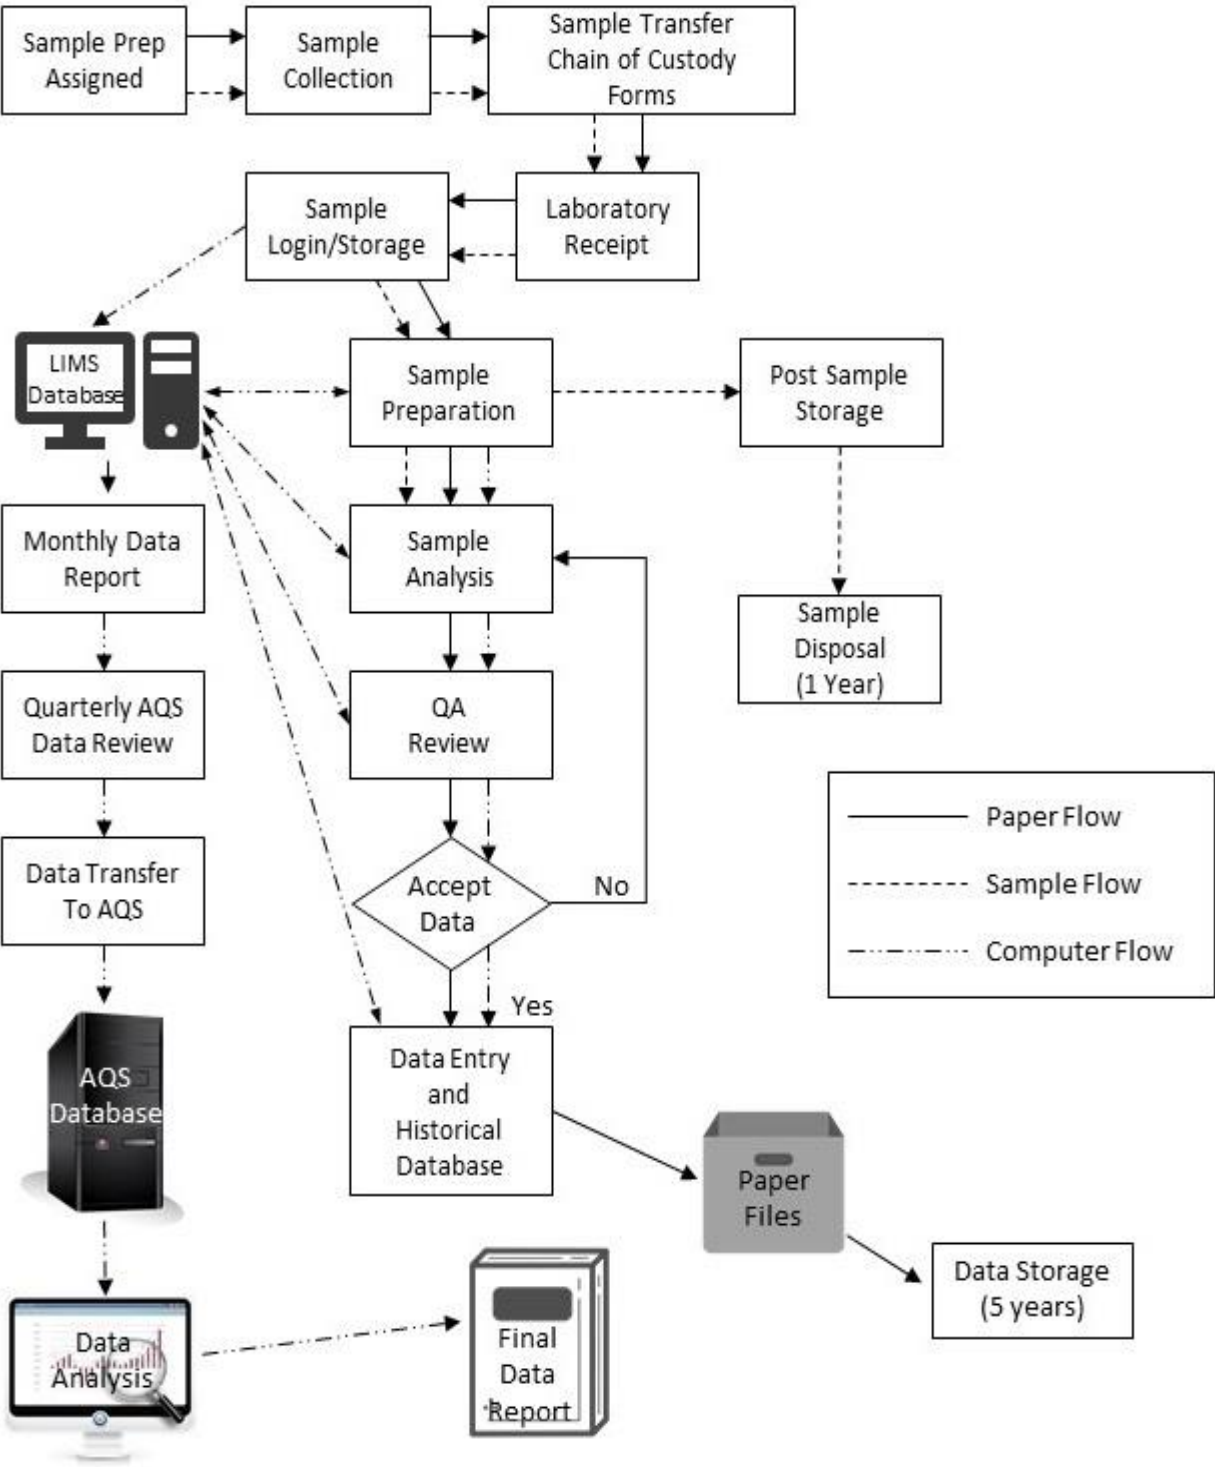 Sample Prep
Assigned
Sample
Collection
Sample Transfer
Chain of Custody
Forms
Sample
Login/Storage
Laboratory
Receipt
LIMS
Database
Sample
Preparation
Post Sample
Storage
Monthly Data
Report
Sample
Analysis
Sample
Disposal
(1 Year)
Quarterly AQS
Data Review
QA
Review
Paper Flow
Sample Flow
Computer Flow
Data Transfer
To AQS
Accept
Data
No
Yes
AQS
Database
Data Entry
and
Historical
Database
Paper
Files
Data Storage
(5 years)
Data
Analysis
Final
Data
Report